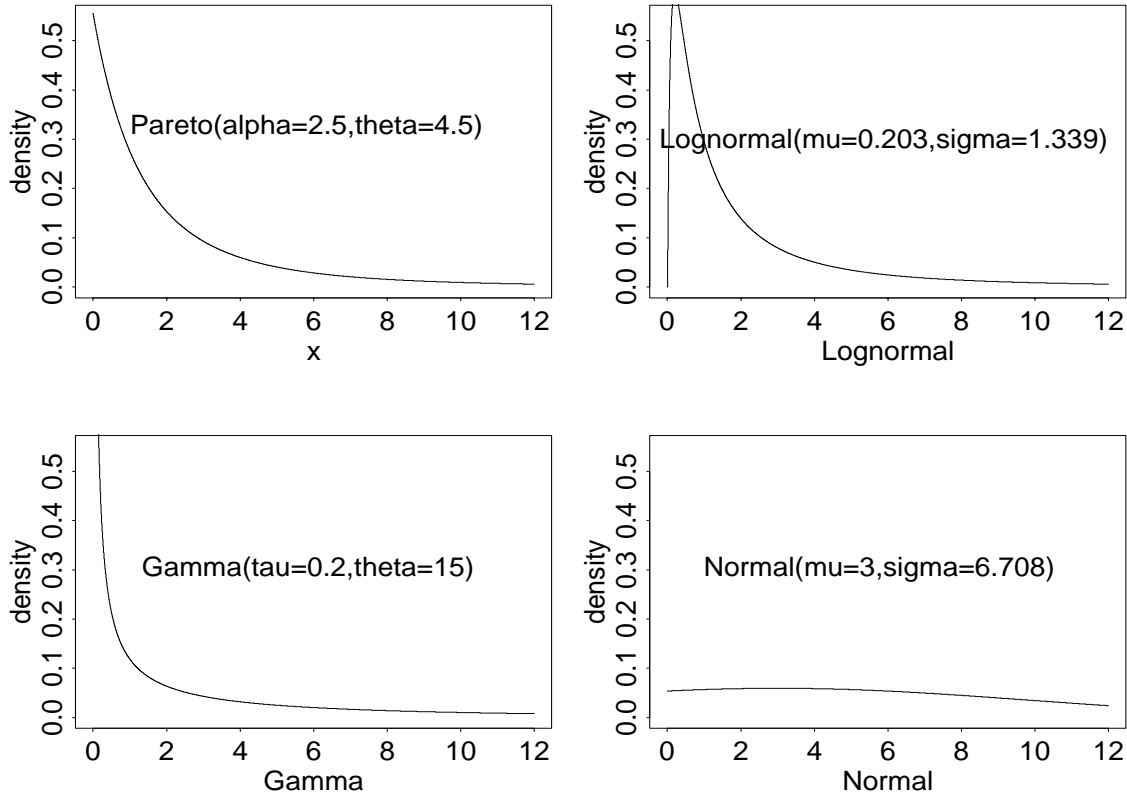 density
0.0 0.1 0.2 0.3 0.4 0.5
Pareto(alpha=2.5,theta=4.5)
0 2 4 6 8 10 12
x
density
0.0 0.1 0.2 0.3 0.4 0.5
Lognormal(mu=0.203,sigma=1.339)
0 2 4 6 8 10 12
Lognormal
density
0.0 0.1 0.2 0.3 0.4 0.5
Gamma(tau=0.2,theta=15)
0 2 4 6 8 10 12
Gamma
density
0.0 0.1 0.2 0.3 0.4 0.5
Normal(mu=3,sigma=6.708)
0 2 4 6 8 10 12
Normal